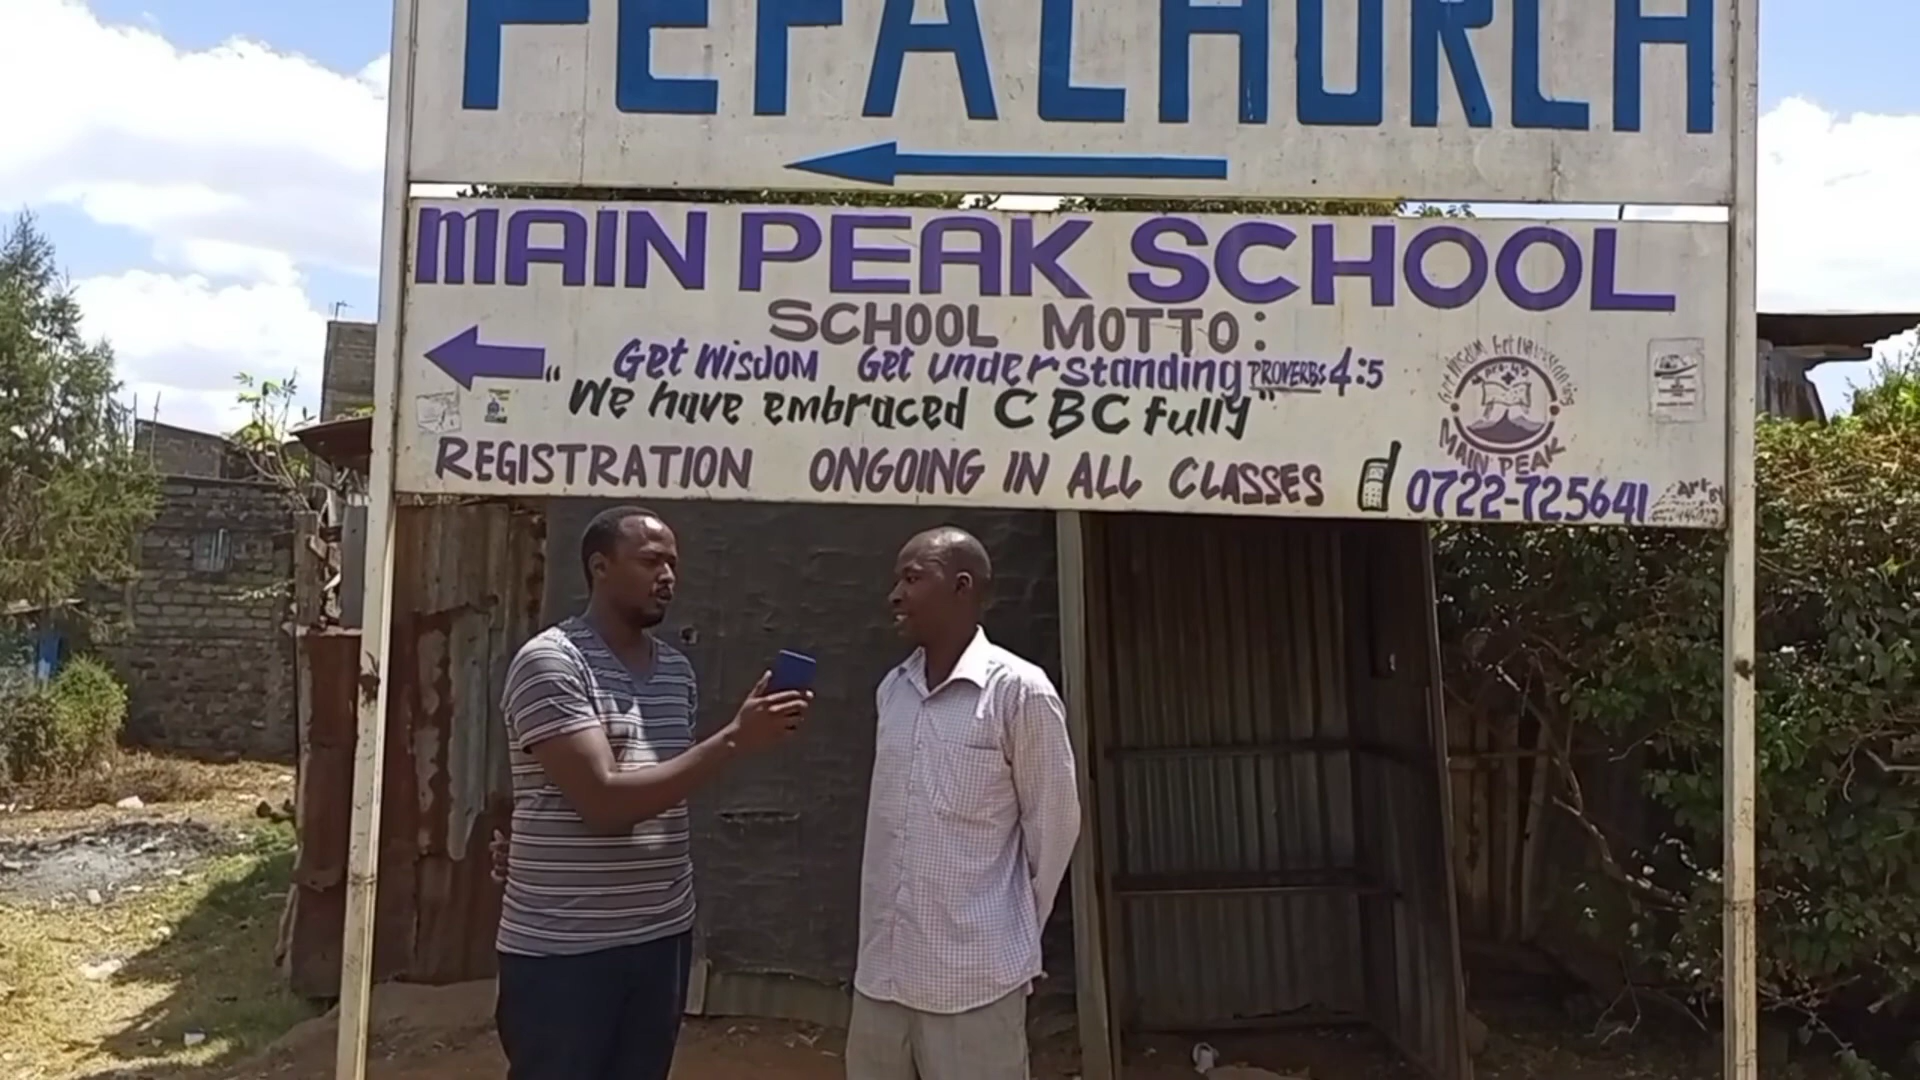 PEFA CHURCH
MAIN PEAK SCHOOL
SCHOOL MOTTO:
Get Wisdom Get understanding PROVERBS 4:5
"We have embraced CBC fully"
REGISTRATION ONGOING IN ALL CLASSES 0722-725641
MAIN PEAK